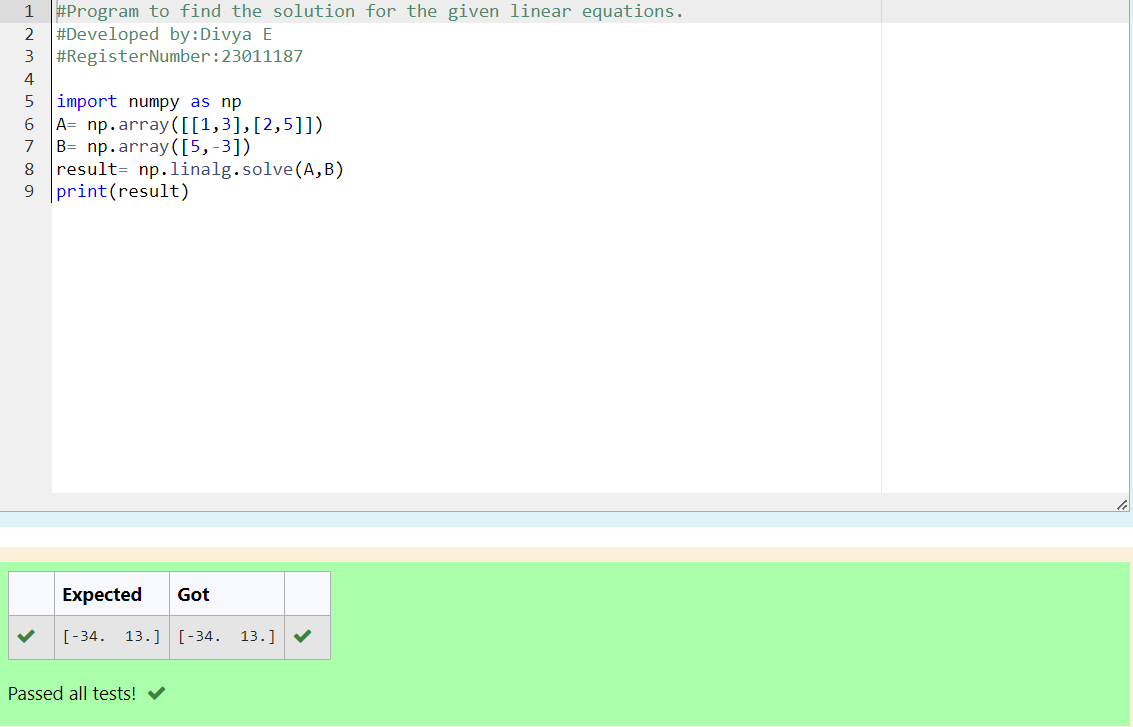 1 #Program to find the solution for the given linear equations.
2 #Developed by:Divya E
3 #RegisterNumber:23011187
4
5 import numpy as np
6 A= np.array([[1,3],[2,5]])
7 B= np.array([5,-3])
8 result= np.linalg.solve(A,B)
9 print(result)
Expected Got
[-34.  13.] [-34.  13.]
Passed all tests!